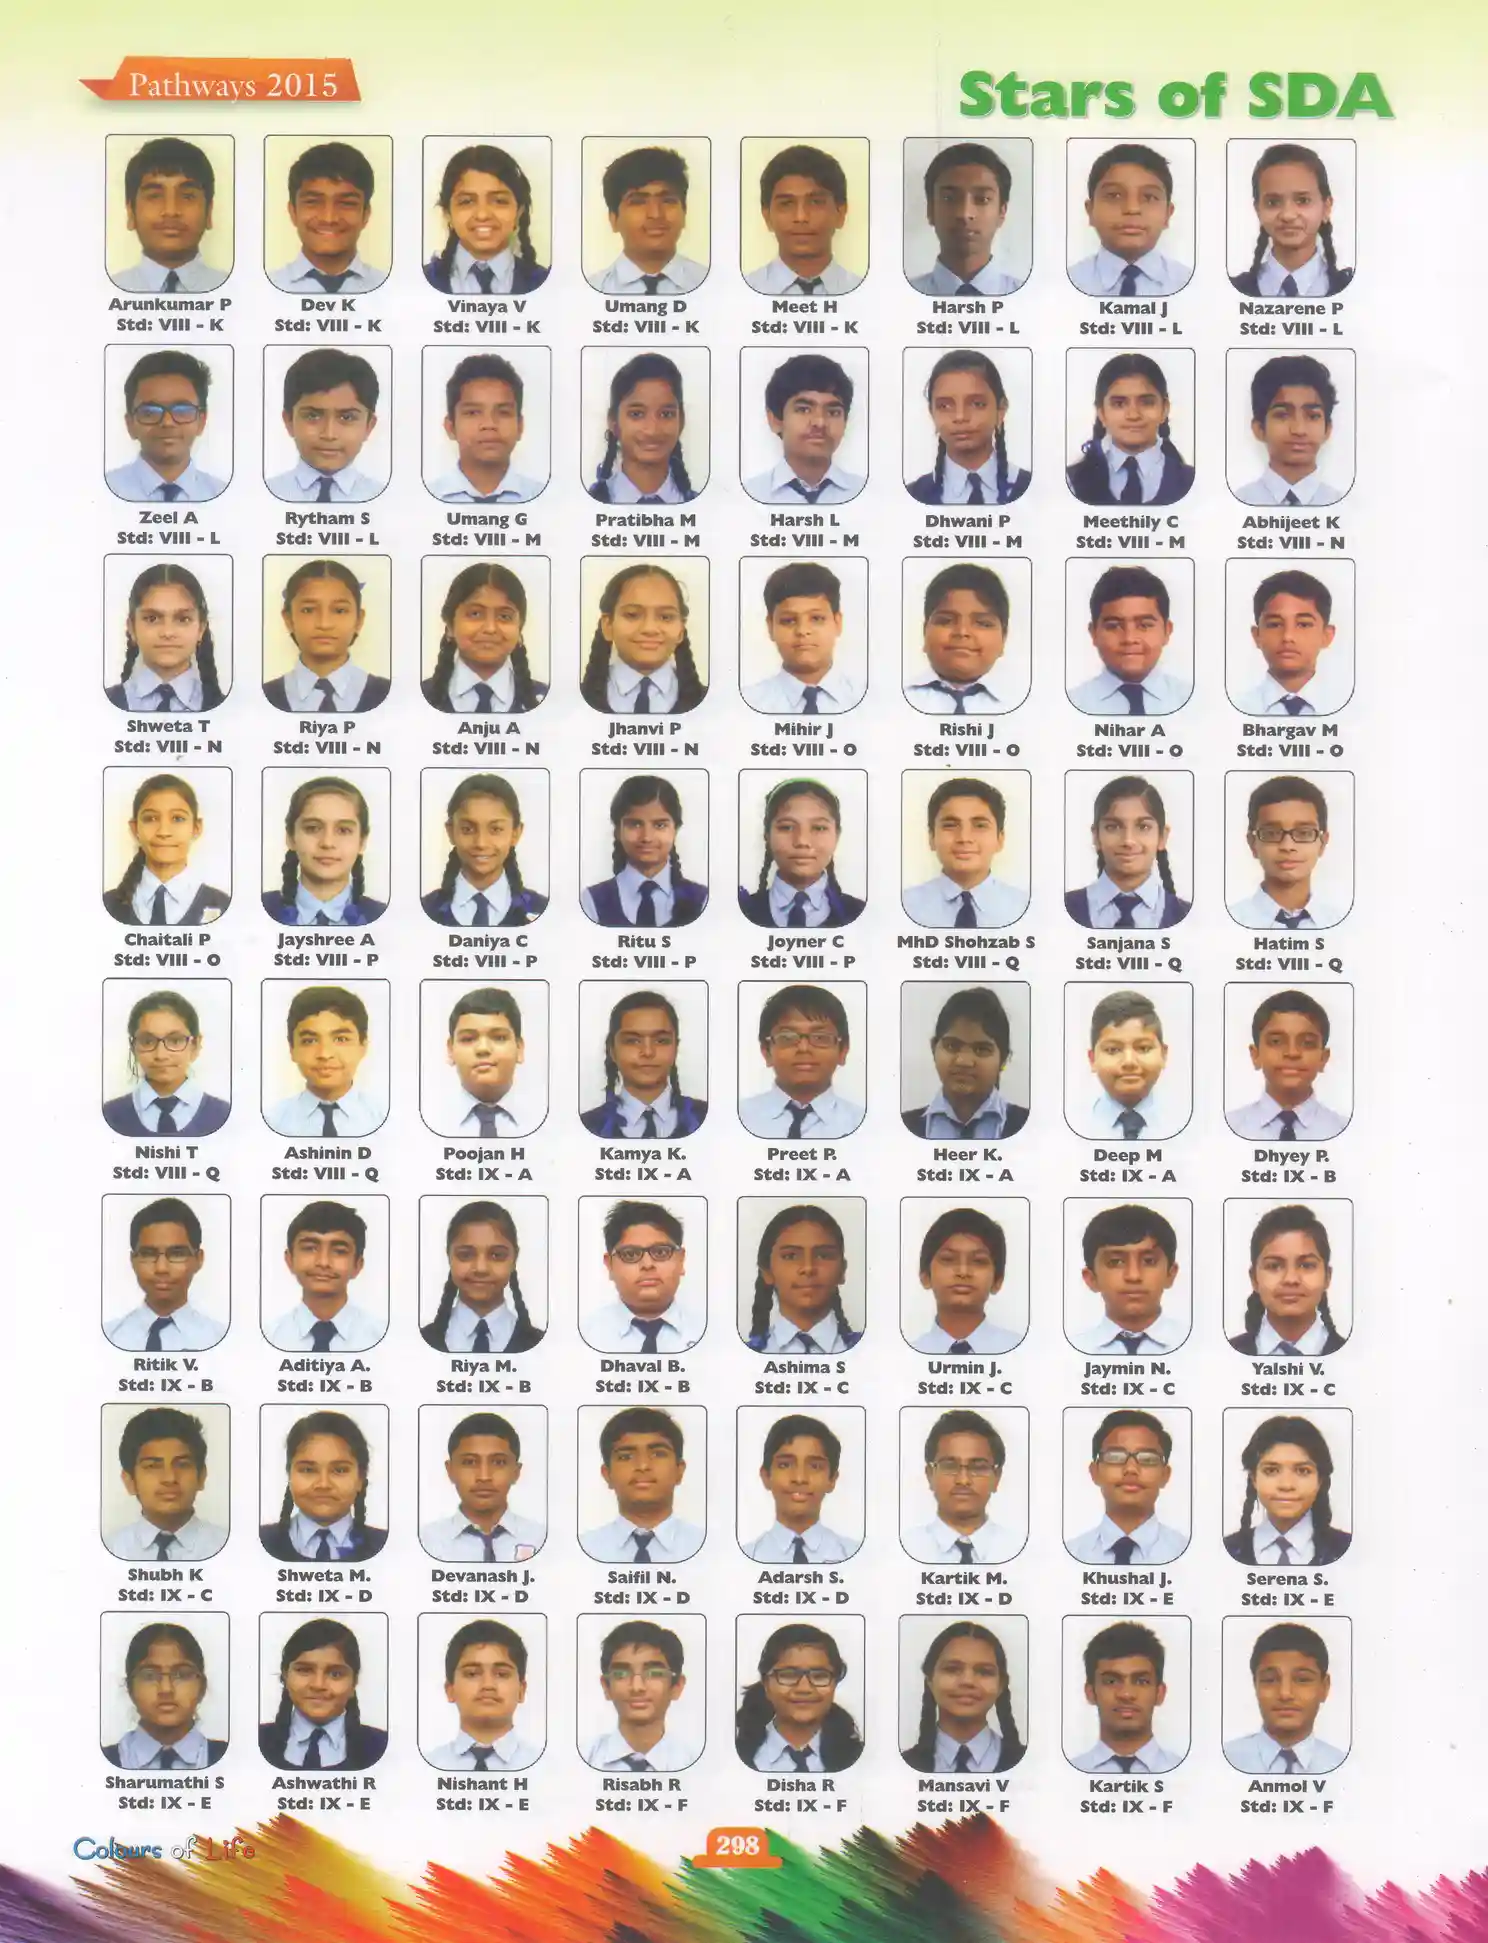 Pathways 2015
Stars of SDA
Arunkumar P
Std: VIII - K
Dev K
Std: VIII - K
Vinaya V
Std: VIII - K
Umang D
Std: VIII - K
Meet H
Std: VIII - K
Harsh P
Std: VIII - L
Kamal J
Std: VIII - L
Nazarene P
Std: VIII - L
Zeel A
Std: VIII - L
Rytham S
Std: VIII - L
Umang G
Std: VIII - M
Pratibha M
Std: VIII - M
Harsh L
Std: VIII - M
Dhwani P
Std: VIII - M
Meethily C
Std: VIII - M
Abhijeet K
Std: VIII - N
Shweta T
Std: VIII - N
Riya P
Std: VIII - N
Anju A
Std: VIII - N
Jhanvi P
Std: VIII - N
Mihir J
Std: VIII - O
Rishi J
Std: VIII - O
Nihar A
Std: VIII - O
Bhargav M
Std: VIII - O
Chaitali P
Std: VIII - O
Jayshree A
Std: VIII - P
Daniya C
Std: VIII - P
Ritu S
Std: VIII - P
Joyner C
Std: VIII - P
MhD Shohzab S
Std: VIII - Q
Sanjana S
Std: VIII - Q
Hatim S
Std: VIII - Q
Nishi T
Std: VIII - Q
Ashinin D
Std: VIII - Q
Poojan H
Std: IX - A
Kamya K.
Std: IX - A
Preet P.
Std: IX - A
Heer K.
Std: IX - A
Deep M
Std: IX - A
Dhyey P.
Std: IX - B
Ritik V.
Std: IX - B
Aditiya A.
Std: IX - B
Riya M.
Std: IX - B
Dhaval B.
Std: IX - B
Ashima S
Std: IX - C
Urmin J.
Std: IX - C
Jaymin N.
Std: IX - C
Yalshi V.
Std: IX - C
Shubh K
Std: IX - C
Shweta M.
Std: IX - D
Devanash J.
Std: IX - D
Saifil N.
Std: IX - D
Adarsh S.
Std: IX - D
Kartik M.
Std: IX - D
Khushal J.
Std: IX - E
Serena S.
Std: IX - E
Sharumathi S
Std: IX - E
Ashwathi R
Std: IX - E
Nishant H
Std: IX - E
Risabh R
Std: IX - F
Disha R
Std: IX - F
Mansavi V
Std: IX - F
Kartik S
Std: IX - F
Anmol V
Std: IX - F
Colours of Life
298